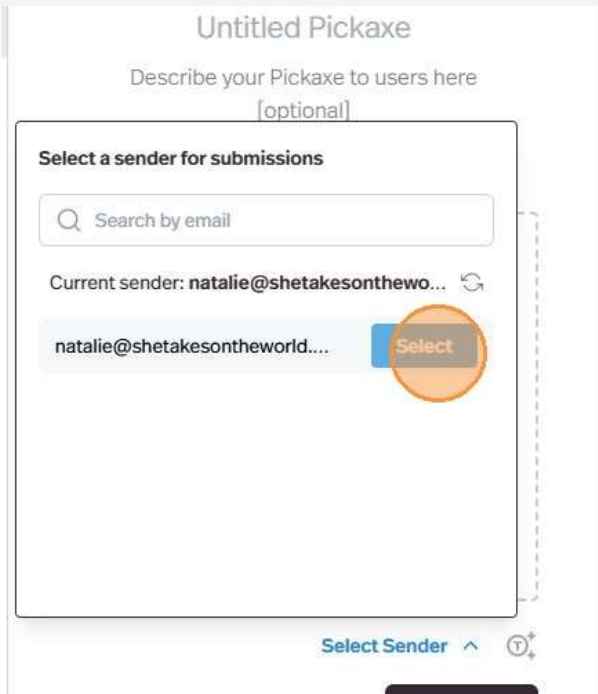 Untitled Pickaxe
Describe your Pickaxe to users here
[optional]
Select a sender for submissions
Search by email
Current sender: natalie@shetakesonthewo...
natalie@shetakesontheworld.... Select
Select Sender
T